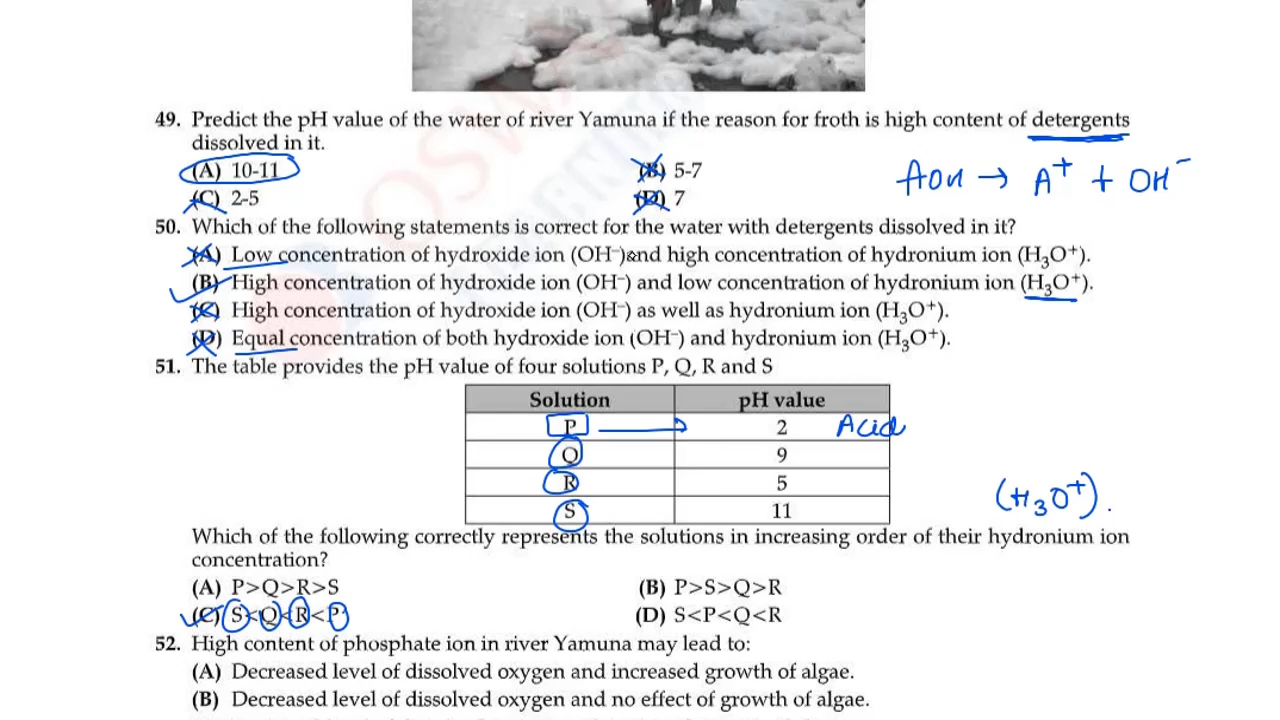 49. Predict the pH value of the water of river Yamuna if the reason for froth is high content of detergents
dissolved in it.
(A) 10-11 (B) 5-7
(C) 2-5 (D) 7
AOH → A⁺ + OH⁻
50. Which of the following statements is correct for the water with detergents dissolved in it?
(A) Low concentration of hydroxide ion (OH⁻)and high concentration of hydronium ion (H₃O⁺).
(B) High concentration of hydroxide ion (OH⁻) and low concentration of hydronium ion (H₃O⁺).
(C) High concentration of hydroxide ion (OH⁻) as well as hydronium ion (H₃O⁺).
(D) Equal concentration of both hydroxide ion (OH⁻) and hydronium ion (H₃O⁺).
51. The table provides the pH value of four solutions P, Q, R and S
Solution pH value
P 2 Acid
Q 9
R 5
S 11
(H₃O⁺).
Which of the following correctly represents the solutions in increasing order of their hydronium ion
concentration?
(A) P>Q>R>S (B) P>S>Q>R
(C) S<Q<R<P (D) S<P<Q<R
52. High content of phosphate ion in river Yamuna may lead to:
(A) Decreased level of dissolved oxygen and increased growth of algae.
(B) Decreased level of dissolved oxygen and no effect of growth of algae.